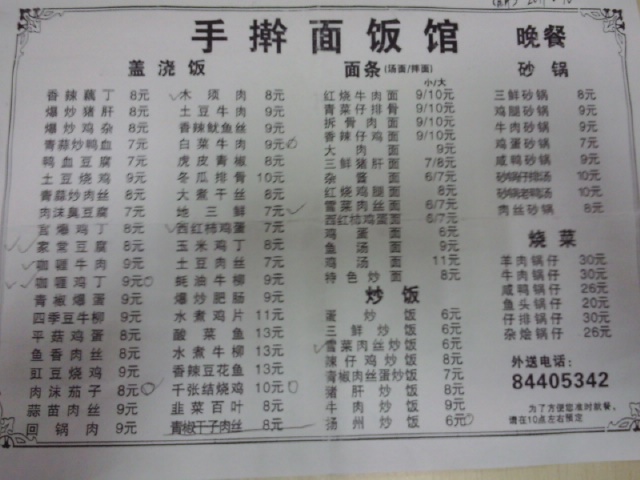 手擀面饭馆
盖浇饭
香辣藕丁 8元
爆炒猪肝 8元
爆炒鸡杂 8元
青蒜炒鸭血 7元
鸭血豆腐 7元
土豆烧鸡 9元
青蒜炒肉丝 8元
肉沫臭豆腐 7元
宫爆鸡丁 8元
家常豆腐 8元
咖喱牛肉 9元
咖喱鸡丁 9元
青椒爆蛋 9元
四季豆牛柳 9元
平菇鸡蛋 8元
鱼香肉丝 8元
豇豆烧鸡 9元
肉沫茄子 8元
蒜苗肉丝 9元
回锅肉 9元
木须肉 8元
土豆牛肉 9元
香辣鱿鱼丝 9元
白菜牛肉 9元
虎皮青椒 8元
冬瓜排骨 10元
大煮干丝 8元
地三鲜 7元
西红柿鸡蛋 7元
玉米鸡丁 8元
土豆肉丝 7元
蚝油牛柳 9元
爆炒肥肠 9元
水煮鸡片 11元
酸菜鱼 13元
水煮牛柳 13元
香辣豆花鱼 13元
千张结烧鸡 10元
韭菜百叶 8元
青椒干子肉丝 8元
面条(汤面/拌面)
小/大
红烧牛肉面 9/10元
青菜仔排骨 9/10元
拆骨肉面 9/10元
香辣仔鸡面 9/10元
大肉面 9元
三鲜猪肝面 7/8元
杂酱面 6/7元
红烧鸡腿面 8元
雪菜肉丝面 6/7元
西红柿鸡蛋面 6/7元
鸡蛋面 6元
鱼汤面 9元
鸡汤面 11元
特色炒面 8元
炒饭
蛋炒饭 6元
三鲜炒饭 6元
雪菜肉丝炒饭 6元
辣仔鸡炒饭 8元
青椒肉丝蛋炒饭 7元
猪肝炒饭 8元
牛肉炒饭 9元
扬州炒饭 6元
晚餐
砂锅
三鲜砂锅 8元
鸡腿砂锅 9元
牛肉砂锅 9元
鸡蛋砂锅 7元
咸鸭砂锅 9元
砂锅仔排汤 10元
砂锅老鸭汤 10元
肉丝砂锅 8元
烧菜
羊肉锅仔 30元
牛肉锅仔 30元
咸鸭锅仔 26元
鱼头锅仔 20元
仔排锅仔 30元
杂烩锅仔 26元
外送电话:
84405342
为了方便您准时就餐,
请在10点左右预定